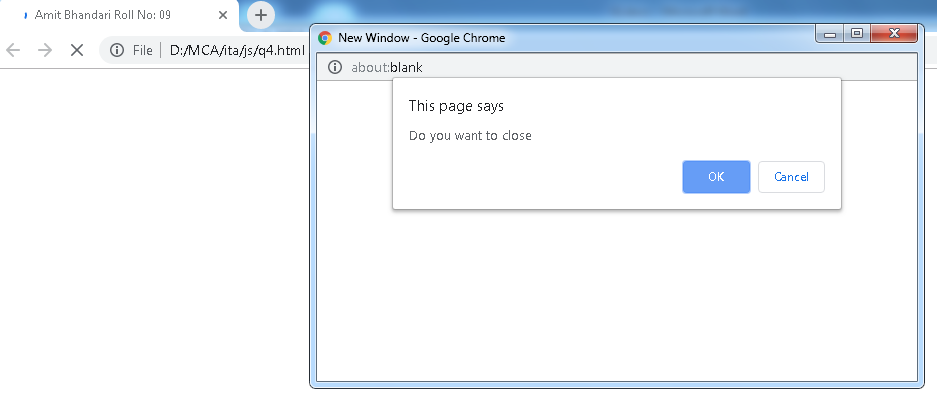 Amit Bhandari Roll No: 09
File D:/MCA/ita/js/q4.html
New Window - Google Chrome
about:blank
This page says
Do you want to close
OK Cancel